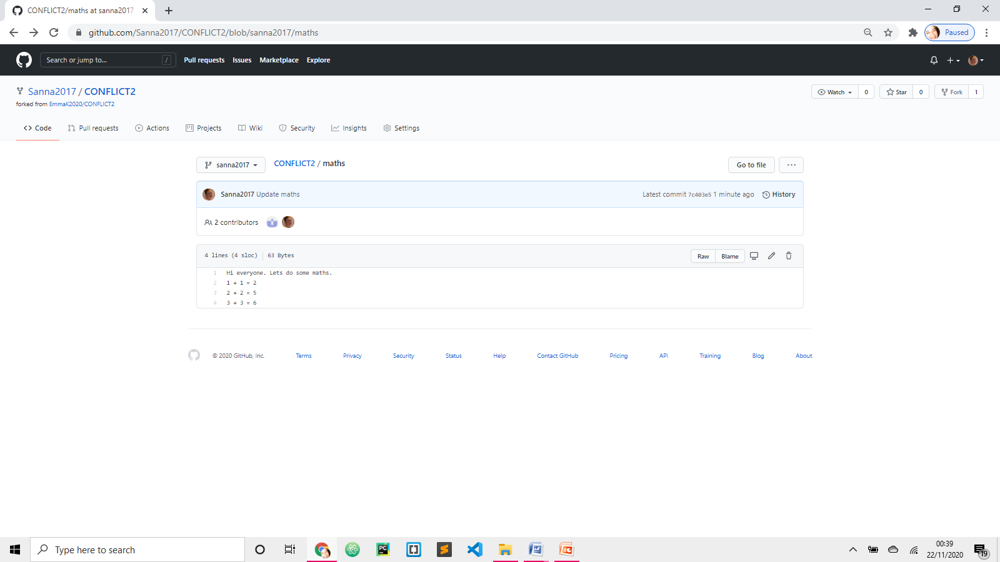 CONFLICT2/maths at sanna2017
github.com/Sanna2017/CONFLICT2/blob/sanna2017/maths
Paused
Search or jump to... /
Pull requests Issues Marketplace Explore
Sanna2017 / CONFLICT2
forked from EmmaK2020/CONFLICT2
Watch 0 Star 0 Fork 1
Code Pull requests Actions Projects Wiki Security Insights Settings
sanna2017 CONFLICT2 / maths Go to file ...
Sanna2017 Update maths Latest commit 7c403e5 1 minute ago History
2 contributors
4 lines (4 sloc) 63 Bytes Raw Blame
1 Hi everyone. Lets do some maths.
2 1 + 1 = 2
3 2 + 2 = 5
4 3 + 3 = 6
© 2020 GitHub, Inc. Terms Privacy Security Status Help Contact GitHub Pricing API Training Blog About
Type here to search
PC
WE
00:39
22/11/2020
19